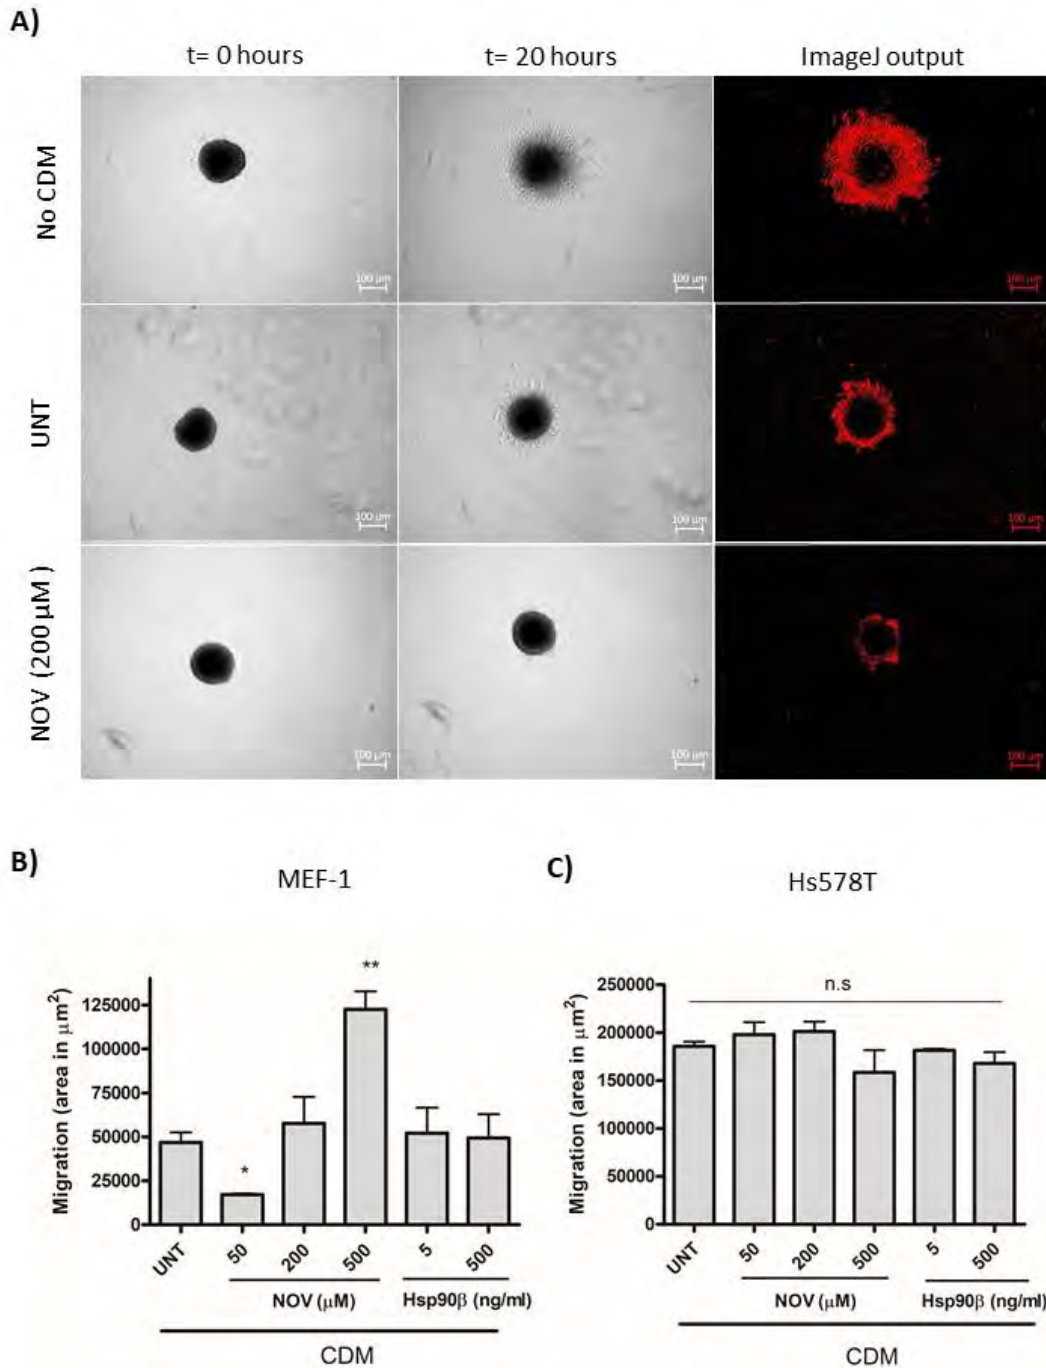 A)
t= 0 hours t= 20 hours ImageJ output
No CDM
100 µm 100 µm 100 µm
UNT
100 µm 100 µm 100 µm
NOV (200 µM )
100 µm 100 µm 100 µm
B)
MEF-1
Migration (area in µm²)
125000
100000
75000
50000
25000
0
*
**
UNT 50 200 500 5 500
NOV (µM) Hsp90β (ng/ml)
CDM
C)
Hs578T
Migration (area in µm²)
250000
200000
150000
100000
50000
0
n.s
UNT 50 200 500 5 500
NOV (µM) Hsp90β (ng/ml)
CDM